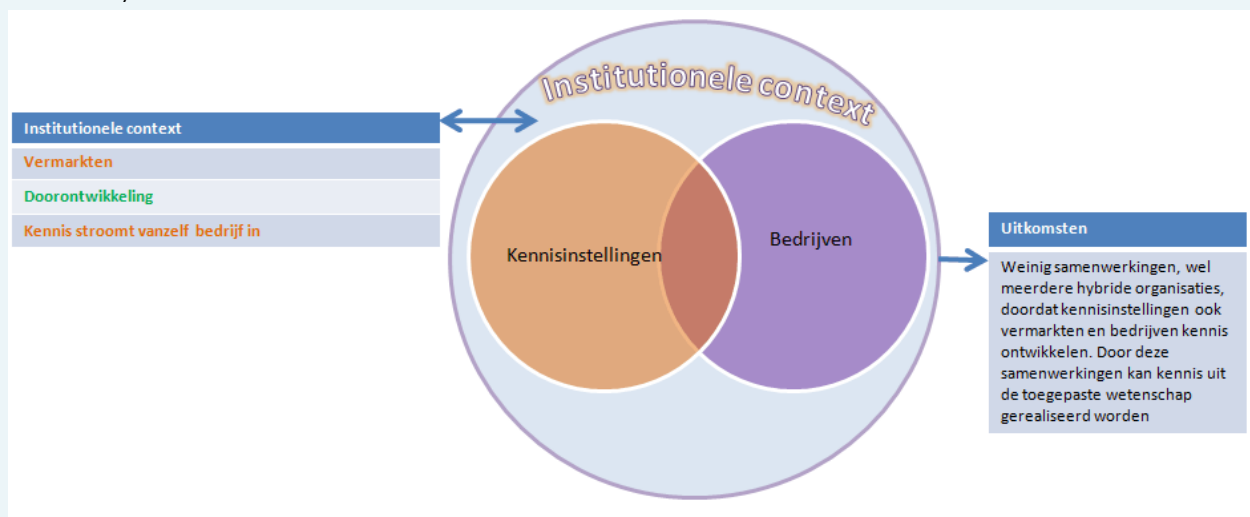 Institutionele context
Institutionele context
Vermarkten
Doorontwikkeling
Kennis stroomt vanzelf bedrijf in
Kennisinstellingen
Bedrijven
Uitkomsten
Weinig samenwerkingen, wel
meerdere hybride organisaties,
doordat kennisinstellingen ook
vermarkten en bedrijven kennis
ontwikkelen. Door deze
samenwerkingen kan kennis uit
de toegepaste wetenschap
gerealiseerd worden